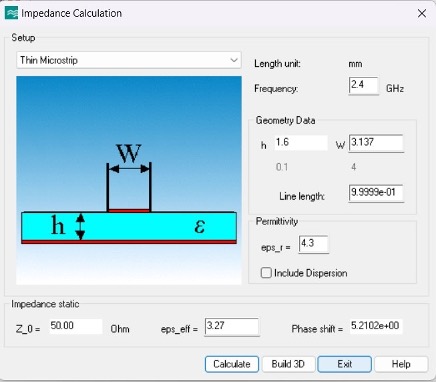 Impedance Calculation
Setup
Thin Microstrip
Length unit: mm
Frequency: 2.4 GHz
Geometry Data
h 1.6 W 3.137
0.1 4
Line length: 9.9999e-01
Permittivity
eps_r = 4.3
Include Dispersion
W
h ε
Impedance static
Z_0 = 50.00 Ohm eps_eff = 3.27 Phase shift = 5.2102e+00
Calculate Build 3D Exit Help